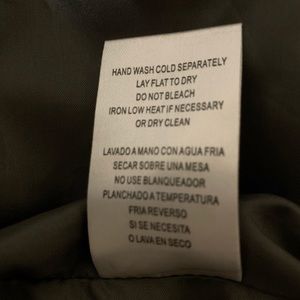 HAND WASH COLD SEPARATELY
LAY FLAT TO DRY
DO NOT BLEACH
IRON LOW HEAT IF NECESSARY
OR DRY CLEAN
LAVADO A MANO CON AGUA FRIA
SECAR SOBRE UNA MESA
NO USE BLANQUEADOR
PLANCHADO A TEMPERATURA
FRIA REVERSO
SI SE NECESITA
O LAVA EN SECO